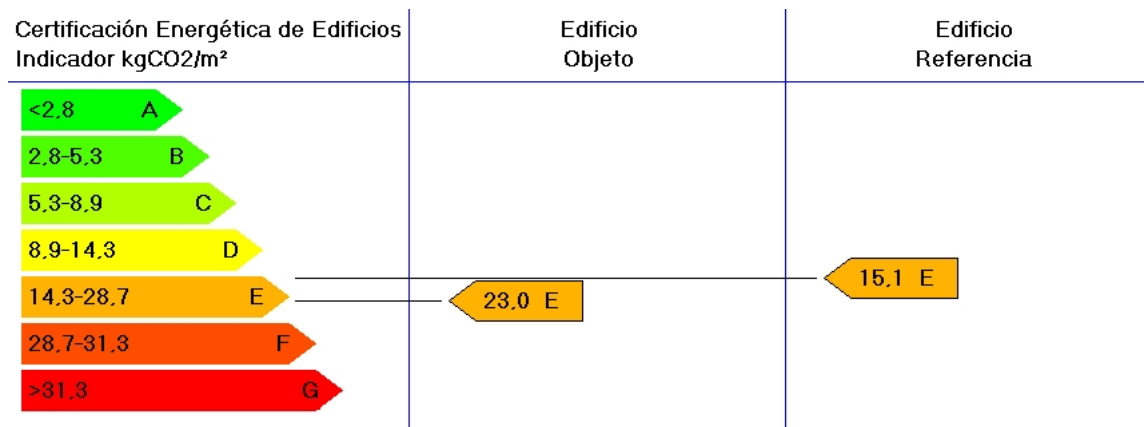 Certificación Energética de Edificios
Indicador kgCO2/m²
Edificio
Objeto
Edificio
Referencia
<2,8 A
2,8-5,3 B
5,3-8,9 C
8,9-14,3 D
14,3-28,7 E
28,7-31,3 F
>31,3 G
23,0 E
15,1 E